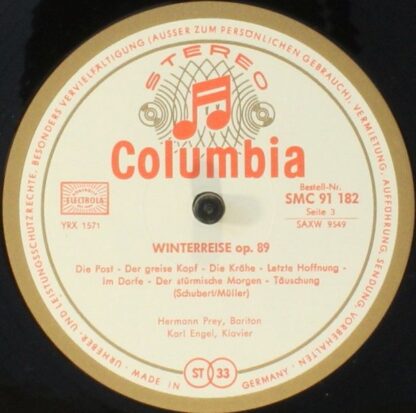 URHEBER- UND LEISTUNGSSCHUTZRECHTE, BESONDERS VERVIELFÄLTIGUNG (AUSSER ZUM PERSÖNLICHEN GEBRAUCH), VERMIETUNG, AUFFÜHRUNG, SENDUNG, VORBEHALTEN ·
STEREO
Columbia
ELECTROLA
YRX 1571
Bestell-Nr.
SMC 91 182
Seite 3
SAXW 9549
WINTERREISE op. 89
Die Post - Der greise Kopf - Die Krähe - Letzte Hoffnung -
Im Dorfe - Der stürmische Morgen - Täuschung
(Schubert/Müller)
Hermann Prey, Bariton
Karl Engel, Klavier
MADE IN GERMANY
ST 33